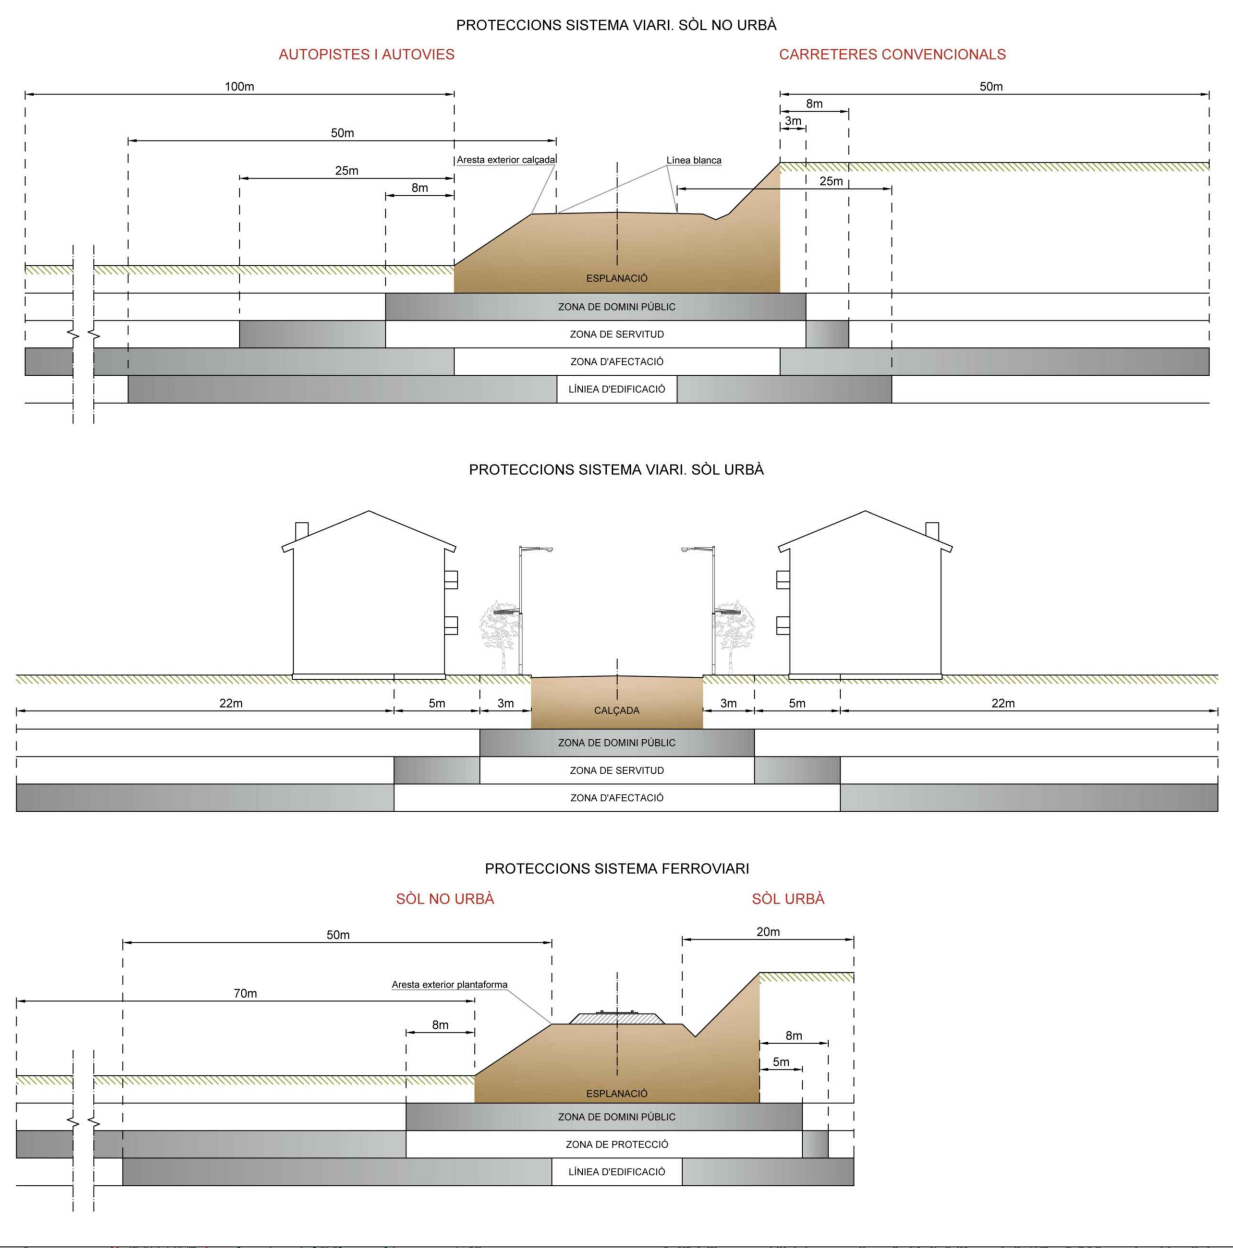 PROTECCIONS SISTEMA VIARI. SÒL NO URBÀ
AUTOPISTES I AUTOVIES
CARRETERES CONVENCIONALS
100m
50m
8m
3m
50m
Aresta exterior calçada
Línea blanca
25m
25m
8m
ESPLANACIÓ
ZONA DE DOMINI PÚBLIC
ZONA DE SERVITUD
ZONA D'AFECTACIÓ
LÍNIEA D'EDIFICACIÓ
PROTECCIONS SISTEMA VIARI. SÒL URBÀ
22m
5m
3m
CALÇADA
3m
5m
22m
ZONA DE DOMINI PÚBLIC
ZONA DE SERVITUD
ZONA D'AFECTACIÓ
PROTECCIONS SISTEMA FERROVIARI
SÒL NO URBÀ
SÒL URBÀ
50m
20m
Aresta exterior plantaforma
70m
8m
8m
5m
ESPLANACIÓ
ZONA DE DOMINI PÚBLIC
ZONA DE PROTECCIÓ
LÍNIEA D'EDIFICACIÓ